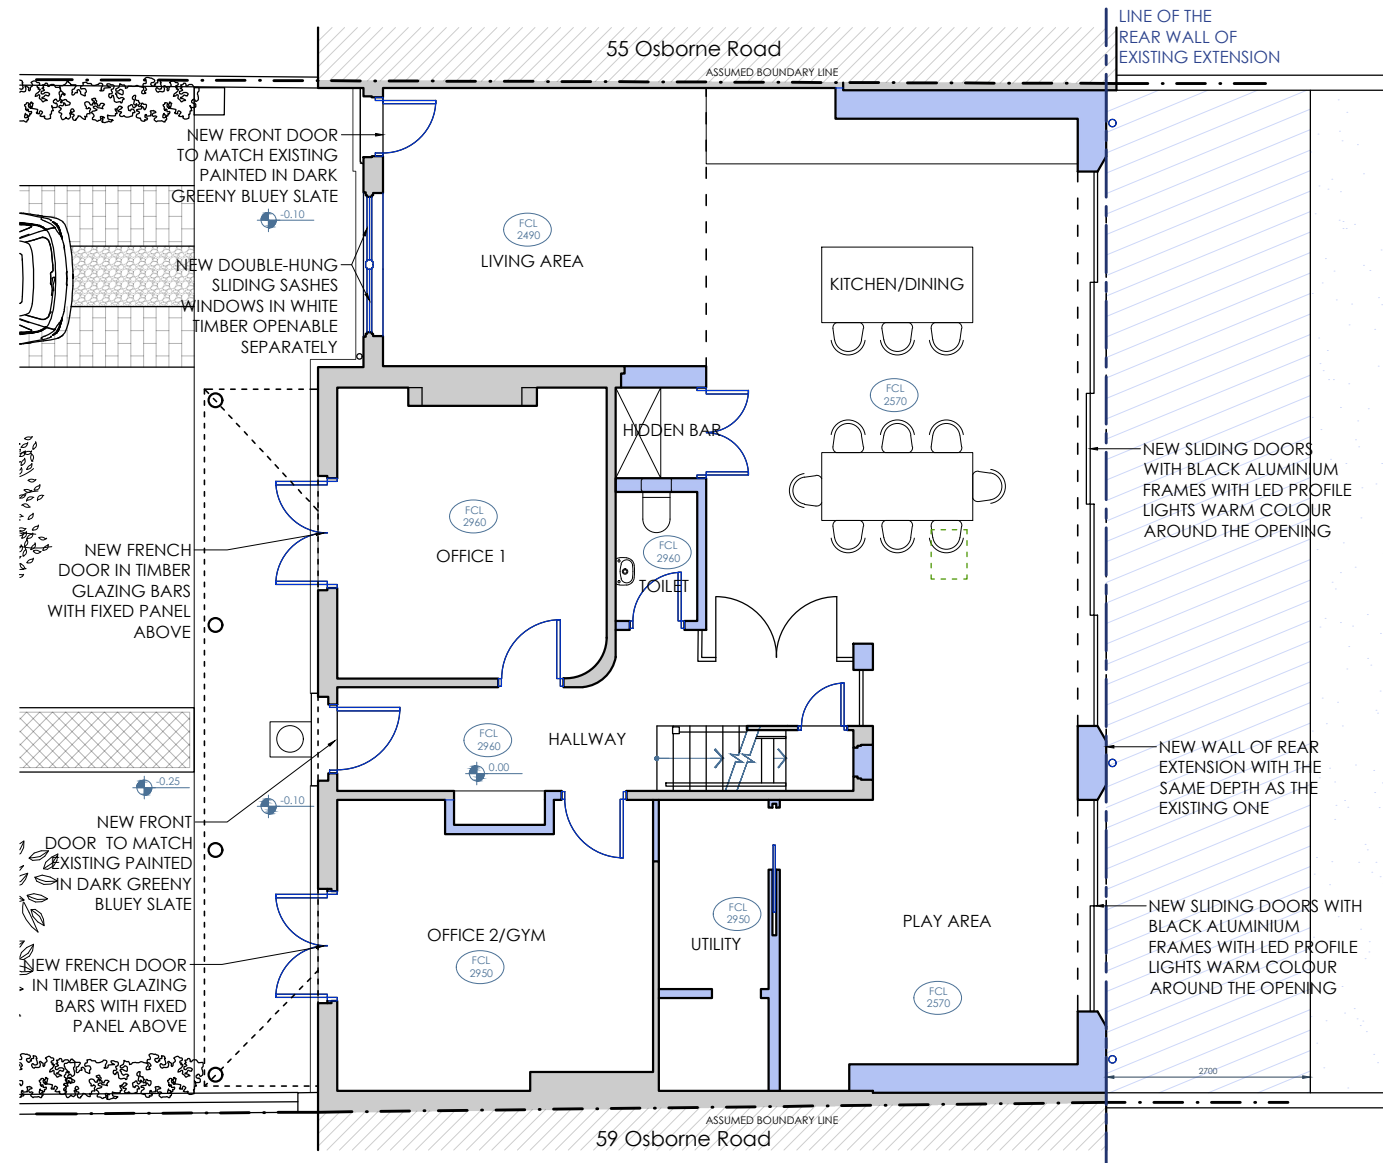 LINE OF THE
REAR WALL OF
EXISTING EXTENSION
55 Osborne Road
ASSUMED BOUNDARY LINE
NEW FRONT DOOR
TO MATCH EXISTING
PAINTED IN DARK
GREENY BLUEY SLATE
-0.10
FCL
2490
LIVING AREA
NEW DOUBLE-HUNG
SLIDING SASHES
WINDOWS IN WHITE
TIMBER OPENABLE
SEPARATELY
KITCHEN/DINING
FCL
2570
HIDDEN BAR
NEW SLIDING DOORS
WITH BLACK ALUMINIUM
FRAMES WITH LED PROFILE
LIGHTS WARM COLOUR
AROUND THE OPENING
FCL
2960
OFFICE 1
FCL
2960
TOILET
NEW FRENCH
DOOR IN TIMBER
GLAZING BARS
WITH FIXED PANEL
ABOVE
FCL
2960
HALLWAY
0.00
-0.25
-0.10
NEW WALL OF REAR
EXTENSION WITH THE
SAME DEPTH AS THE
EXISTING ONE
NEW FRONT
DOOR TO MATCH
EXISTING PAINTED
IN DARK GREENY
BLUEY SLATE
OFFICE 2/GYM
FCL
2950
FCL
2950
UTILITY
PLAY AREA
FCL
2570
NEW SLIDING DOORS WITH
BLACK ALUMINIUM
FRAMES WITH LED PROFILE
LIGHTS WARM COLOUR
AROUND THE OPENING
NEW FRENCH DOOR
IN TIMBER GLAZING
BARS WITH FIXED
PANEL ABOVE
2700
ASSUMED BOUNDARY LINE
59 Osborne Road